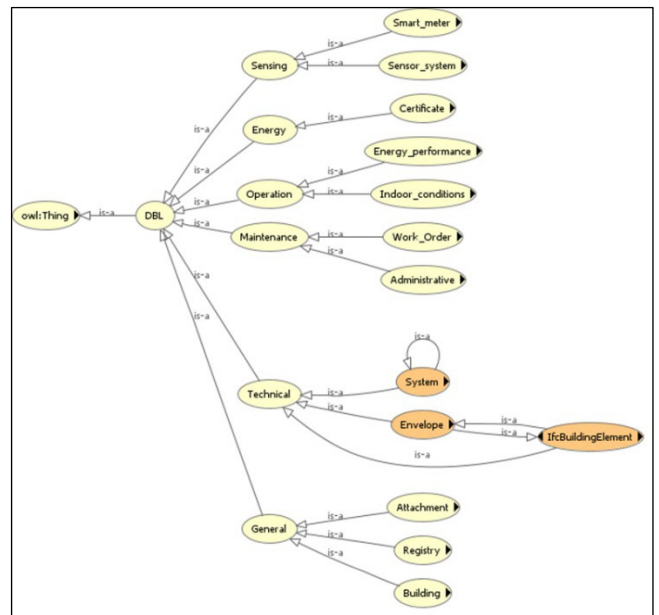 Smart_meter
is-a
Sensing
is-a
Sensor_system
is-a
Certificate
is-a
Energy
is-a
Energy_performance
is-a
Operation
is-a
Indoor_conditions
is-a
owl:Thing
is-a
DBL
Maintenance
is-a
Work_Order
is-a
Administrative
is-a
is-a
is-a
System
Technical
is-a
is-a
Envelope
is-a
is-a
IfcBuildingElement
is-a
Attachment
is-a
General
is-a
Registry
is-a
Building